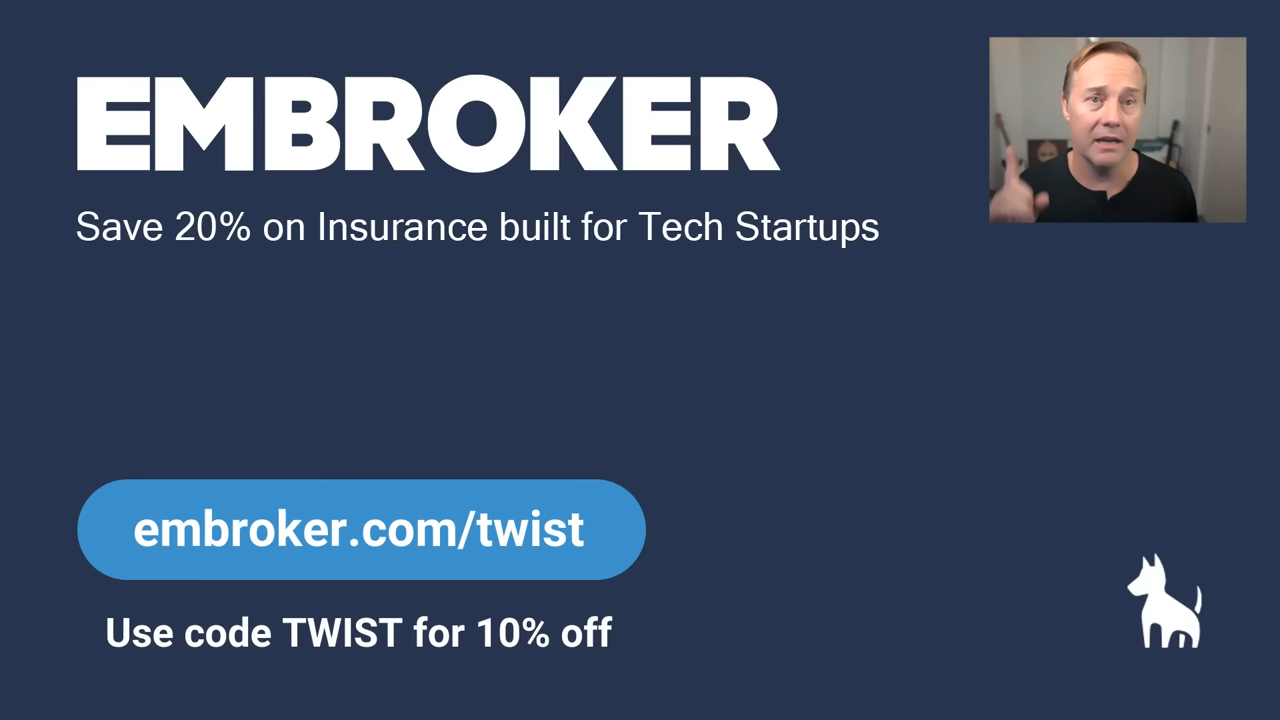 EMBROKER
Save 20% on Insurance built for Tech Startups
embroker.com/twist
Use code TWIST for 10% off